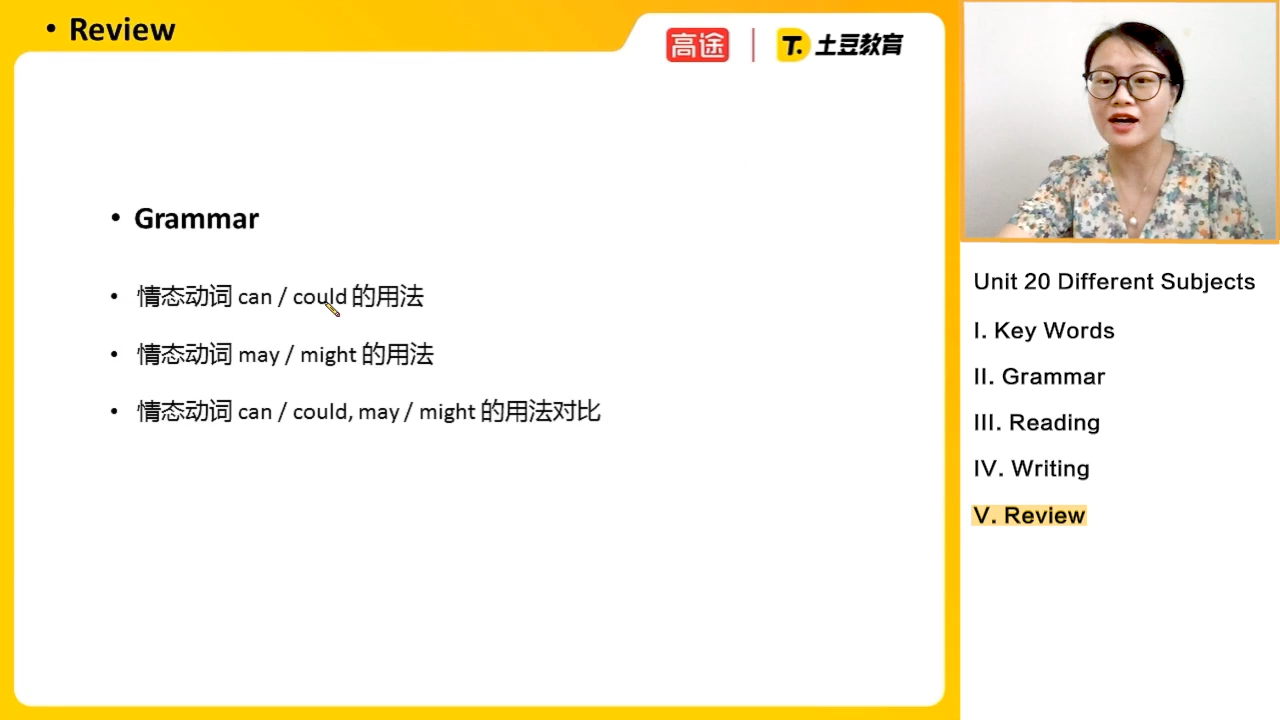 • Review
高途 | T. 土豆教育
• Grammar
• 情态动词 can / could 的用法
• 情态动词 may / might 的用法
• 情态动词 can / could, may / might 的用法对比
Unit 20 Different Subjects
I. Key Words
II. Grammar
III. Reading
IV. Writing
V. Review